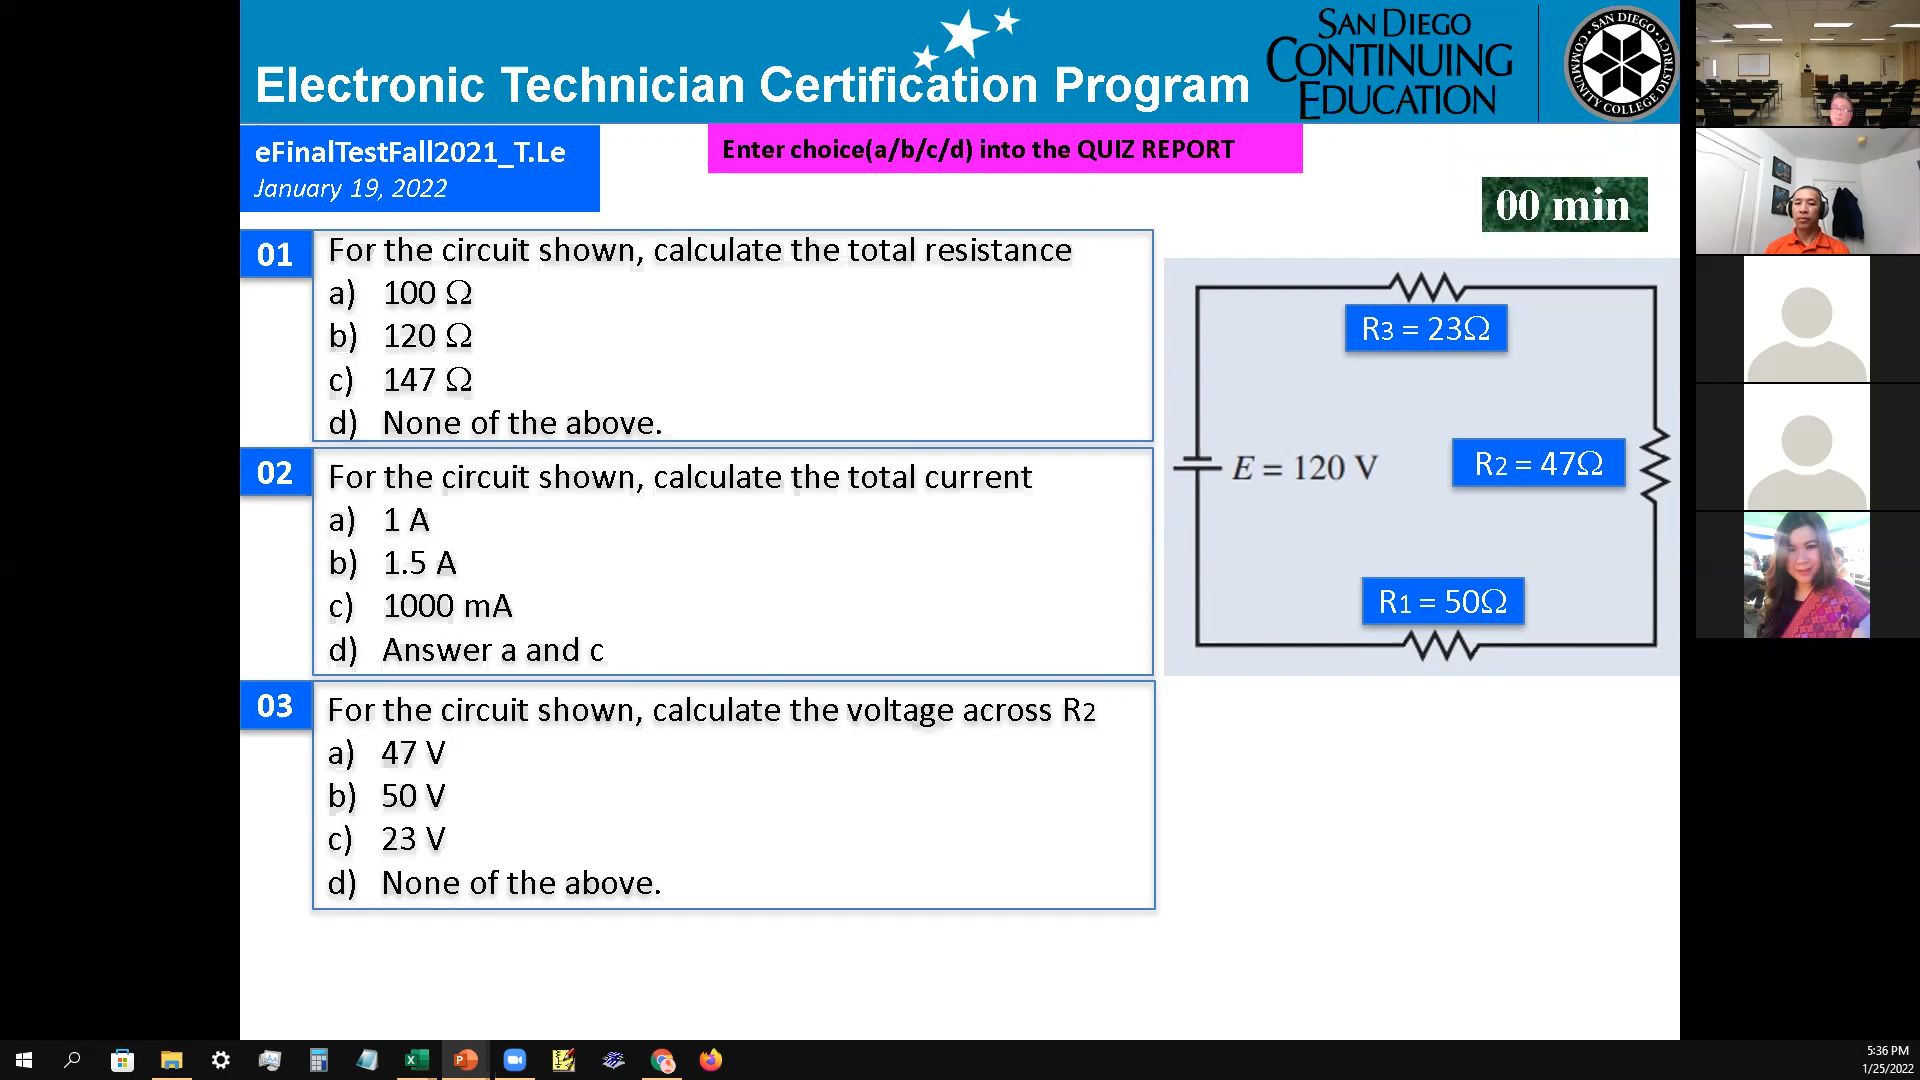 SAN DIEGO
CONTINUING
EDUCATION
SAN DIEGO
COMMUNITY COLLEGE DISTRICT
Electronic Technician Certification Program
eFinalTestFall2021_T.Le
January 19, 2022
Enter choice(a/b/c/d) into the QUIZ REPORT
00 min
01
For the circuit shown, calculate the total resistance
a) 100 Ω
b) 120 Ω
c) 147 Ω
d) None of the above.
02
For the circuit shown, calculate the total current
a) 1 A
b) 1.5 A
c) 1000 mA
d) Answer a and c
03
For the circuit shown, calculate the voltage across R2
a) 47 V
b) 50 V
c) 23 V
d) None of the above.
R3 = 23Ω
E = 120 V
R2 = 47Ω
R1 = 50Ω
5:36 PM
1/25/2022